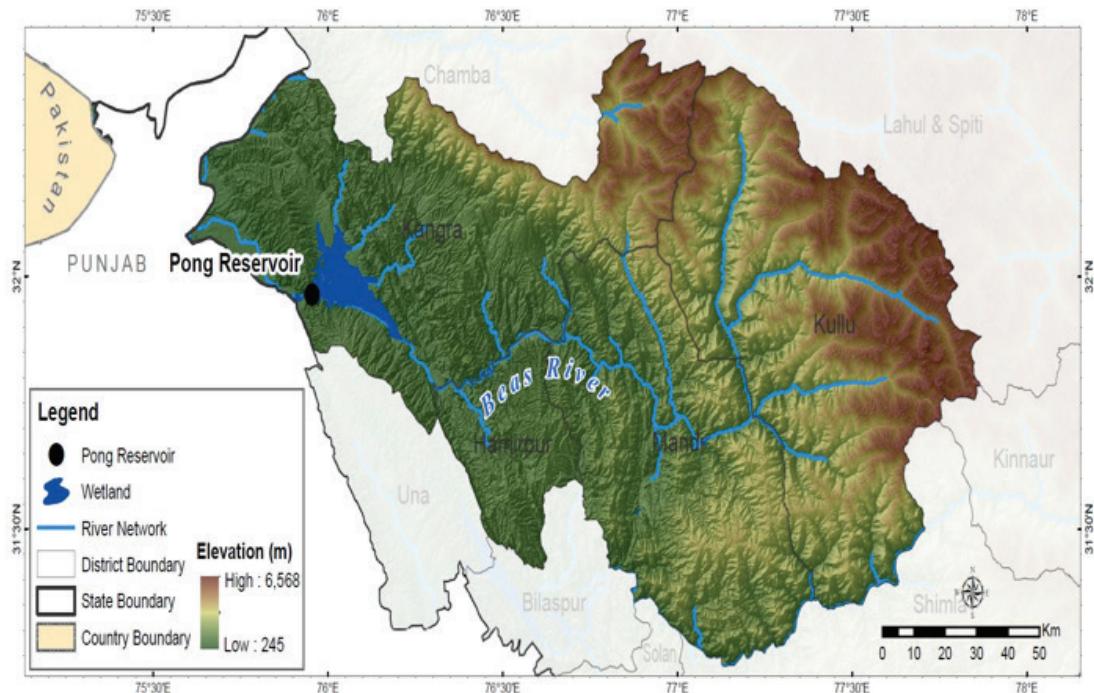 75°30'E 76°E 76°30'E 77°E 77°30'E 78°E
Chamba
Lahul & Spiti
Pakistan
Kangra
PUNJAB
Pong Reservoir
32°N
32°N
Kullu
Beas River
Hamirpur
Mandi
Kinnaur
Una
31°30'N
31°30'N
Bilaspur
Shimla
Solan
Legend
Pong Reservoir
Wetland
River Network
District Boundary
State Boundary
Country Boundary
Elevation (m)
High : 6,568
Low : 245
N
Km
0 5 10 20 30 40 50
75°30'E 76°E 76°30'E 77°E 77°30'E 78°E